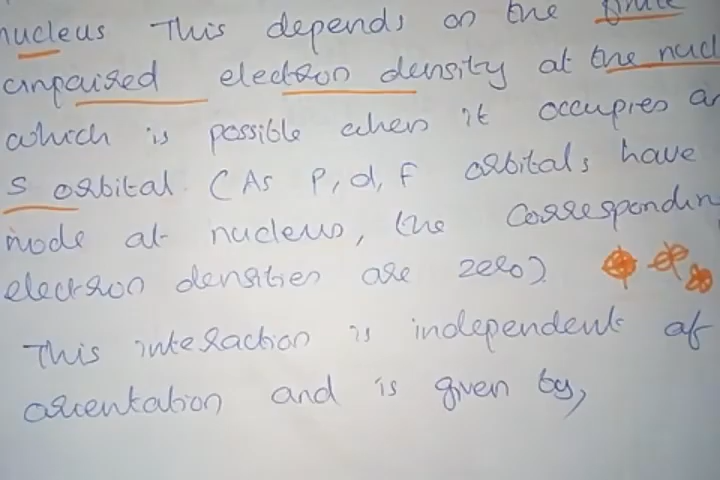 nucleus This depends on the finite
unpaired electron density at the nucl
which is possible when it occupies an
s orbital. (As P, d, F orbitals have
node at nucleus, the correspondin
electron densities are zero)
This interaction is independent of
orientation and is given by,